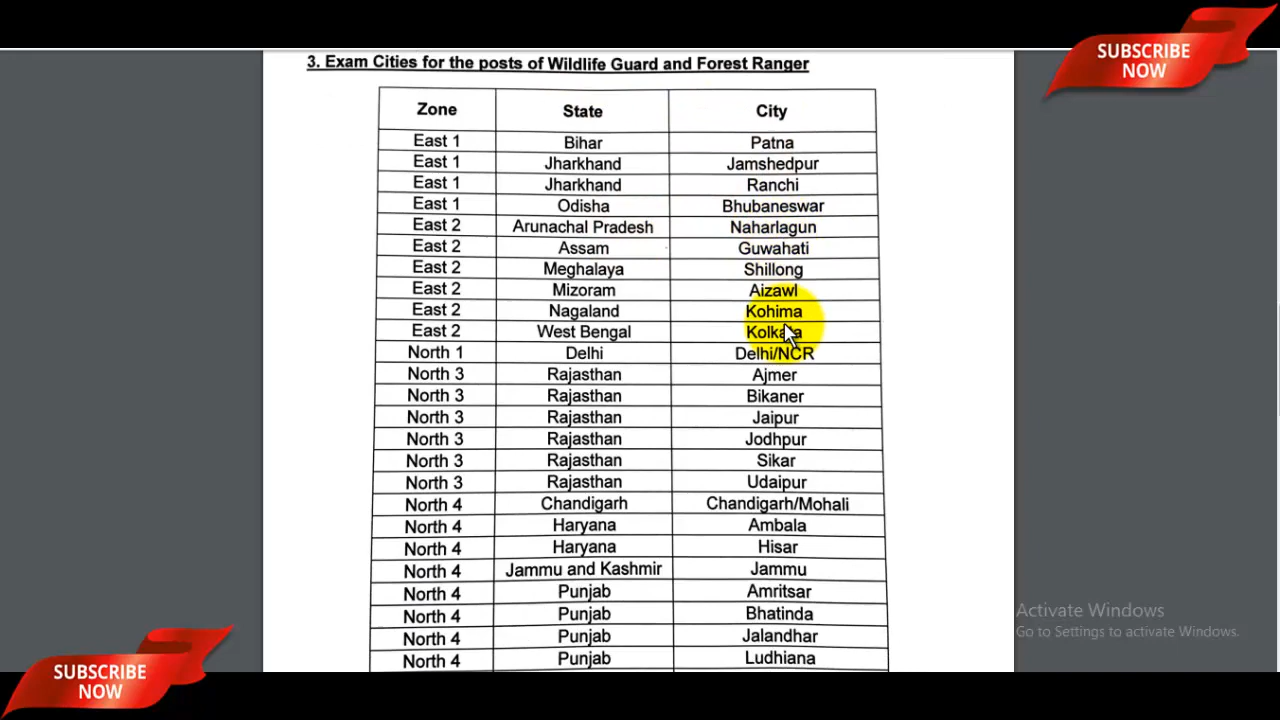 SUBSCRIBE
NOW
3. Exam Cities for the posts of Wildlife Guard and Forest Ranger
Zone State City
East 1 Bihar Patna
East 1 Jharkhand Jamshedpur
East 1 Jharkhand Ranchi
East 1 Odisha Bhubaneswar
East 2 Arunachal Pradesh Naharlagun
East 2 Assam Guwahati
East 2 Meghalaya Shillong
East 2 Mizoram Aizawl
East 2 Nagaland Kohima
East 2 West Bengal Kolkata
North 1 Delhi Delhi/NCR
North 3 Rajasthan Ajmer
North 3 Rajasthan Bikaner
North 3 Rajasthan Jaipur
North 3 Rajasthan Jodhpur
North 3 Rajasthan Sikar
North 3 Rajasthan Udaipur
North 4 Chandigarh Chandigarh/Mohali
North 4 Haryana Ambala
North 4 Haryana Hisar
North 4 Jammu and Kashmir Jammu
North 4 Punjab Amritsar
North 4 Punjab Bhatinda
North 4 Punjab Jalandhar
North 4 Punjab Ludhiana
Activate Windows
Go to Settings to activate Windows.
SUBSCRIBE
NOW